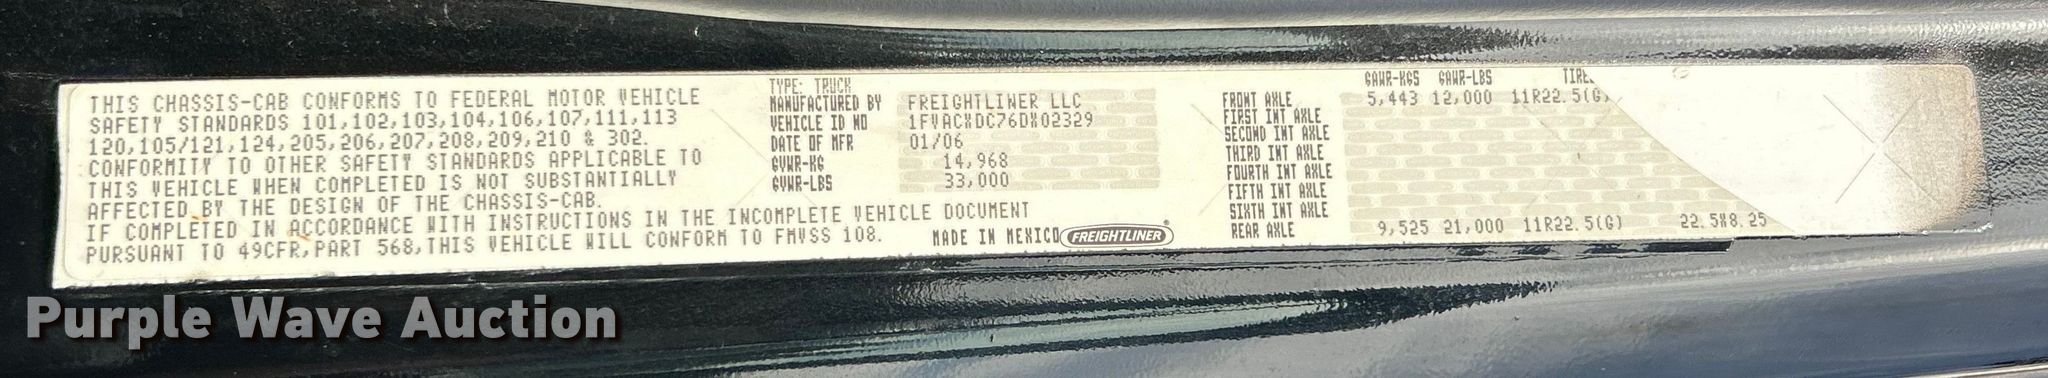 THIS CHASSIS-CAB CONFORMS TO FEDERAL MOTOR VEHICLE
SAFETY STANDARDS 101,102,103,104,106,107,111,113
120,105/121,124,205,206,207,208,209,210 & 302.
CONFORMITY TO OTHER SAFETY STANDARDS APPLICABLE TO
THIS VEHICLE WHEN COMPLETED IS NOT SUBSTANTIALLY
AFFECTED BY THE DESIGN OF THE CHASSIS-CAB.
IF COMPLETED IN ACCORDANCE WITH INSTRUCTIONS IN THE INCOMPLETE VEHICLE DOCUMENT
PURSUANT TO 49CFR,PART 568,THIS VEHICLE WILL CONFORM TO FMVSS 108.
TYPE: TRUCK
MANUFACTURED BY FREIGHTLINER LLC
VEHICLE ID NO 1FVACXDC76DX02329
DATE OF MFR 01/06
GVWR-KG 14,968
GVWR-LBS 33,000
MADE IN MEXICO FREIGHTLINER ®
GAWR-KGS GAWR-LBS
FRONT AXLE 5,443 12,000 11R22.5(G)
FIRST INT AXLE
SECOND INT AXLE
THIRD INT AXLE
FOURTH INT AXLE
FIFTH INT AXLE
SIXTH INT AXLE
REAR AXLE 9,525 21,000 11R22.5(G) 22.5X8.25
Purple Wave Auction